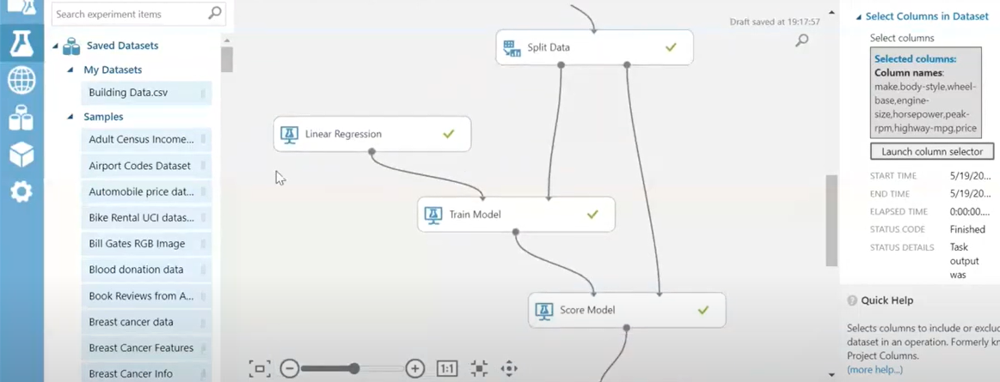 Search experiment items
Saved Datasets
My Datasets
Building Data.csv
Samples
Adult Census Income...
Airport Codes Dataset
Automobile price dat...
Bike Rental UCI datas...
Bill Gates RGB Image
Blood donation data
Book Reviews from A...
Breast cancer data
Breast Cancer Features
Breast Cancer Info
Draft saved at 19:17:57
Split Data
Linear Regression
Train Model
Score Model
1:1
Select Columns in Dataset
Select columns
Selected columns:
Column names:
make,body-style,wheel-
base,engine-
size,horsepower,peak-
rpm,highway-mpg,price
Launch column selector
START TIME 5/19/20...
END TIME 5/19/20...
ELAPSED TIME 0:00:00....
STATUS CODE Finished
STATUS DETAILS Task
output
was
Quick Help
Selects columns to include or exclu
dataset in an operation. Formerly kn
Project Columns.
(more help...)